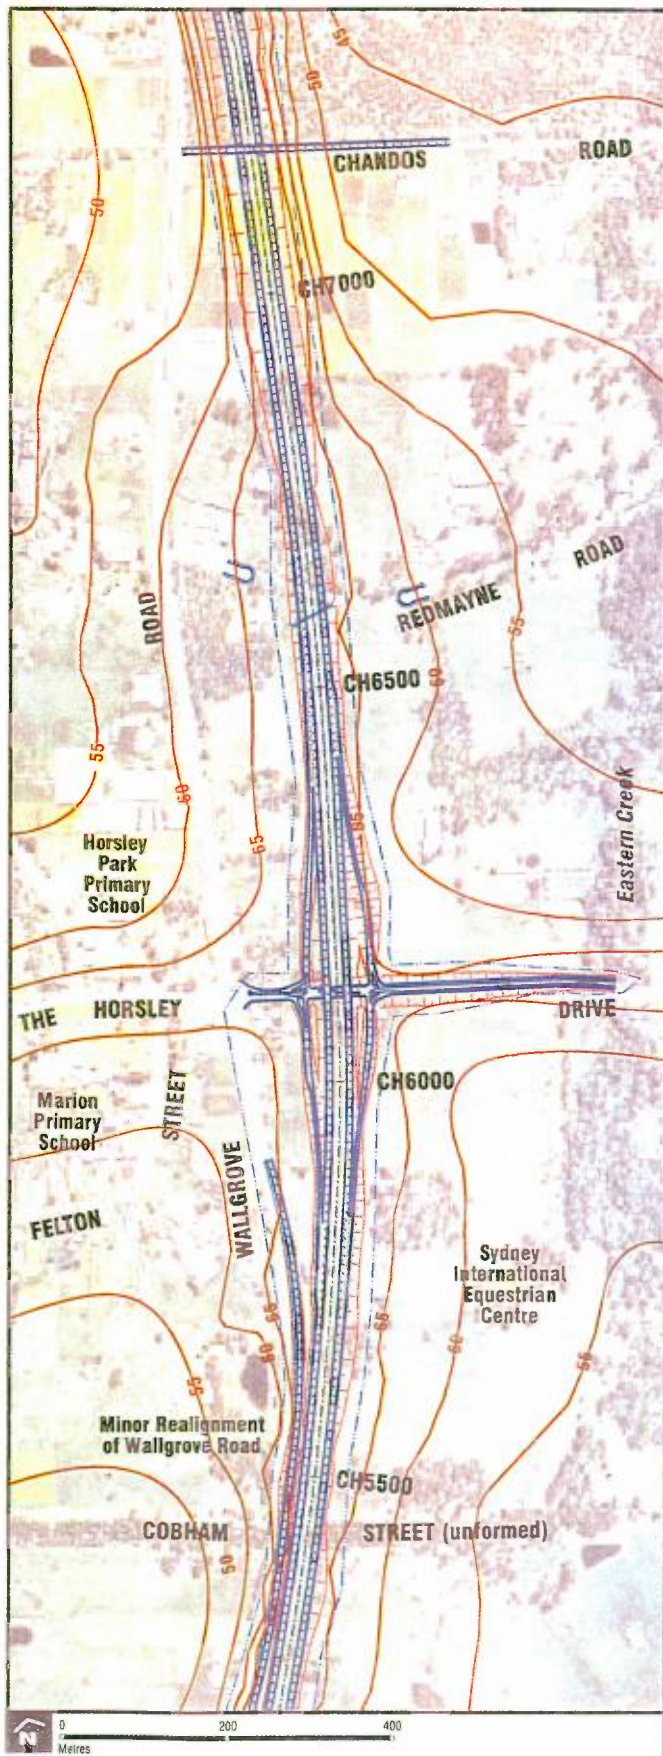 45
50
CHANDOS
ROAD
50
CH7000
ROAD
ROAD
REDMAYNE
55
CH6500
60
55
60
65
65
Eastern Creek
Horsley
Park
Primary
School
THE
HORSLEY
DRIVE
CH6000
Marion
Primary
School
STREET
WALLGROVE
FELTON
Sydney
International
Equestrian
Centre
55
65
60
60
55
55
Minor Realignment
of Wallgrove Road
CH5500
COBHAM
STREET (unformed)
50
N
0
200
400
Metres